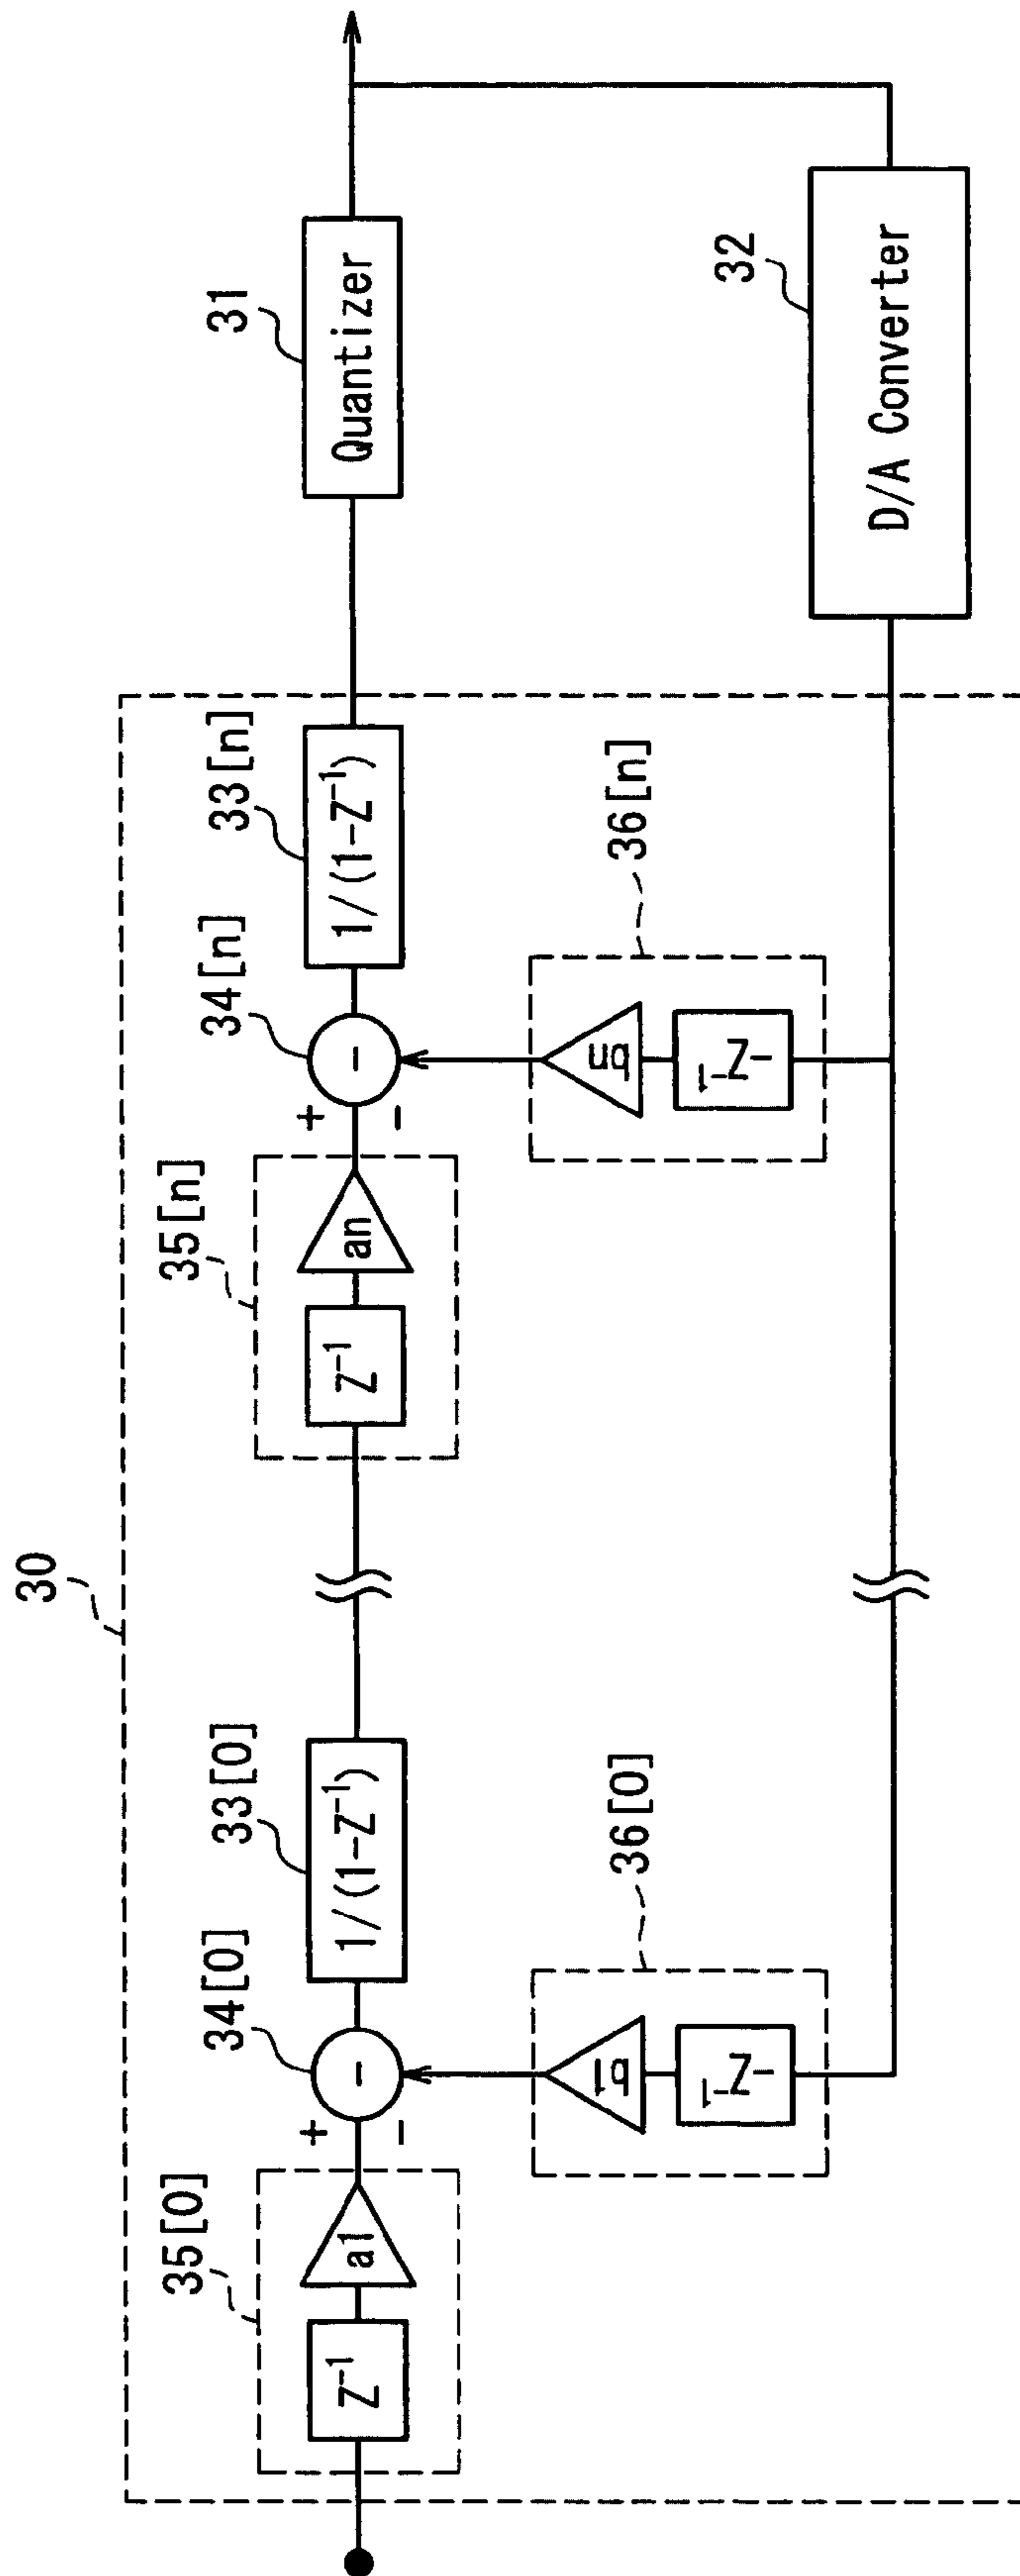 30
35[0]
Z⁻¹
a1
34[0]
+
-
-
33[0]
1/(1-Z⁻¹)
36[0]
b1
Z⁻¹
35[n]
Z⁻¹
an
34[n]
+
-
-
33[n]
1/(1-Z⁻¹)
36[n]
bn
Z⁻¹
31
Quantizer
32
D/A Converter